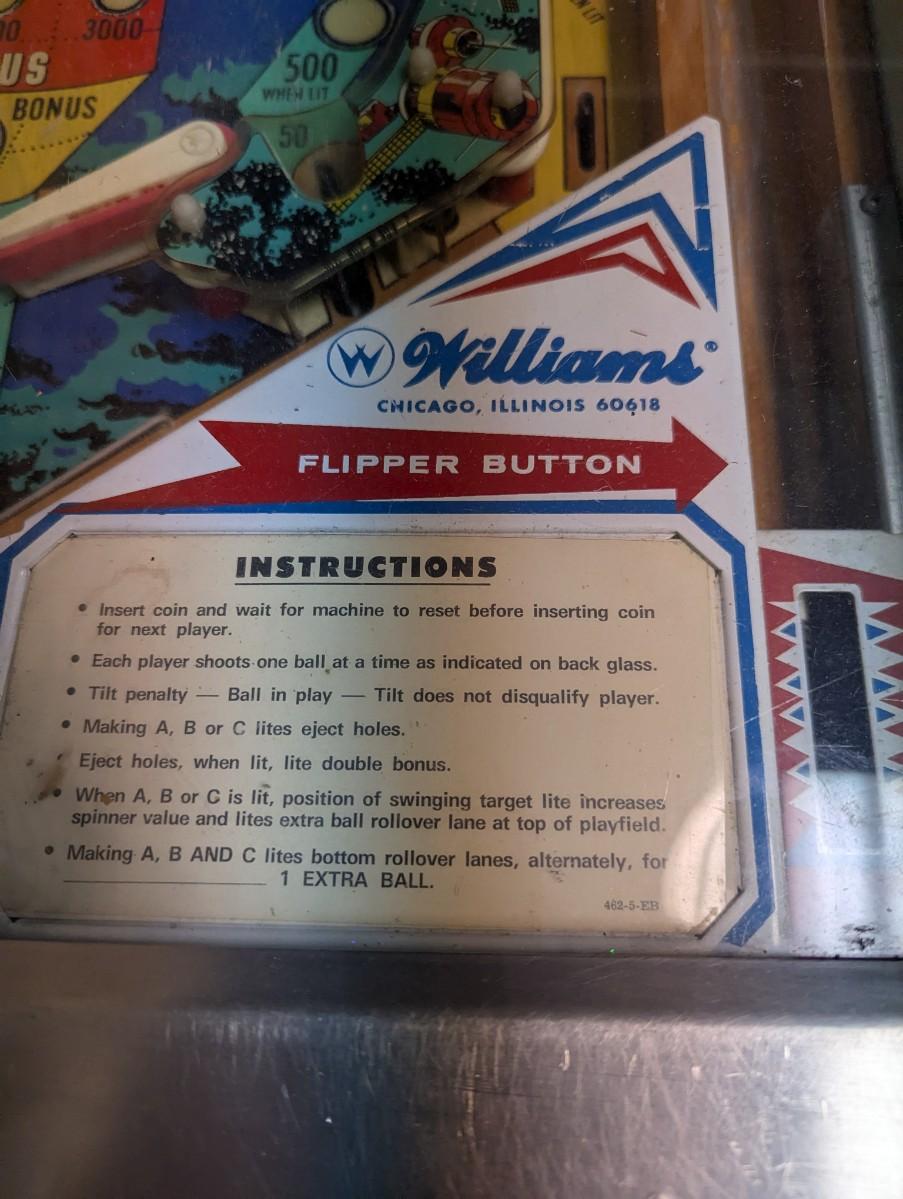 3000
US
BONUS
500
WHEN LIT
50
W Williams®
CHICAGO, ILLINOIS 60618
FLIPPER BUTTON
INSTRUCTIONS
• Insert coin and wait for machine to reset before inserting coin
for next player.
• Each player shoots one ball at a time as indicated on back glass.
• Tilt penalty — Ball in play — Tilt does not disqualify player.
• Making A, B or C lites eject holes.
• Eject holes, when lit, lite double bonus.
• When A, B or C is lit, position of swinging target lite increases
spinner value and lites extra ball rollover lane at top of playfield.
• Making A, B AND C lites bottom rollover lanes, alternately, for
1 EXTRA BALL.
462-5-EB